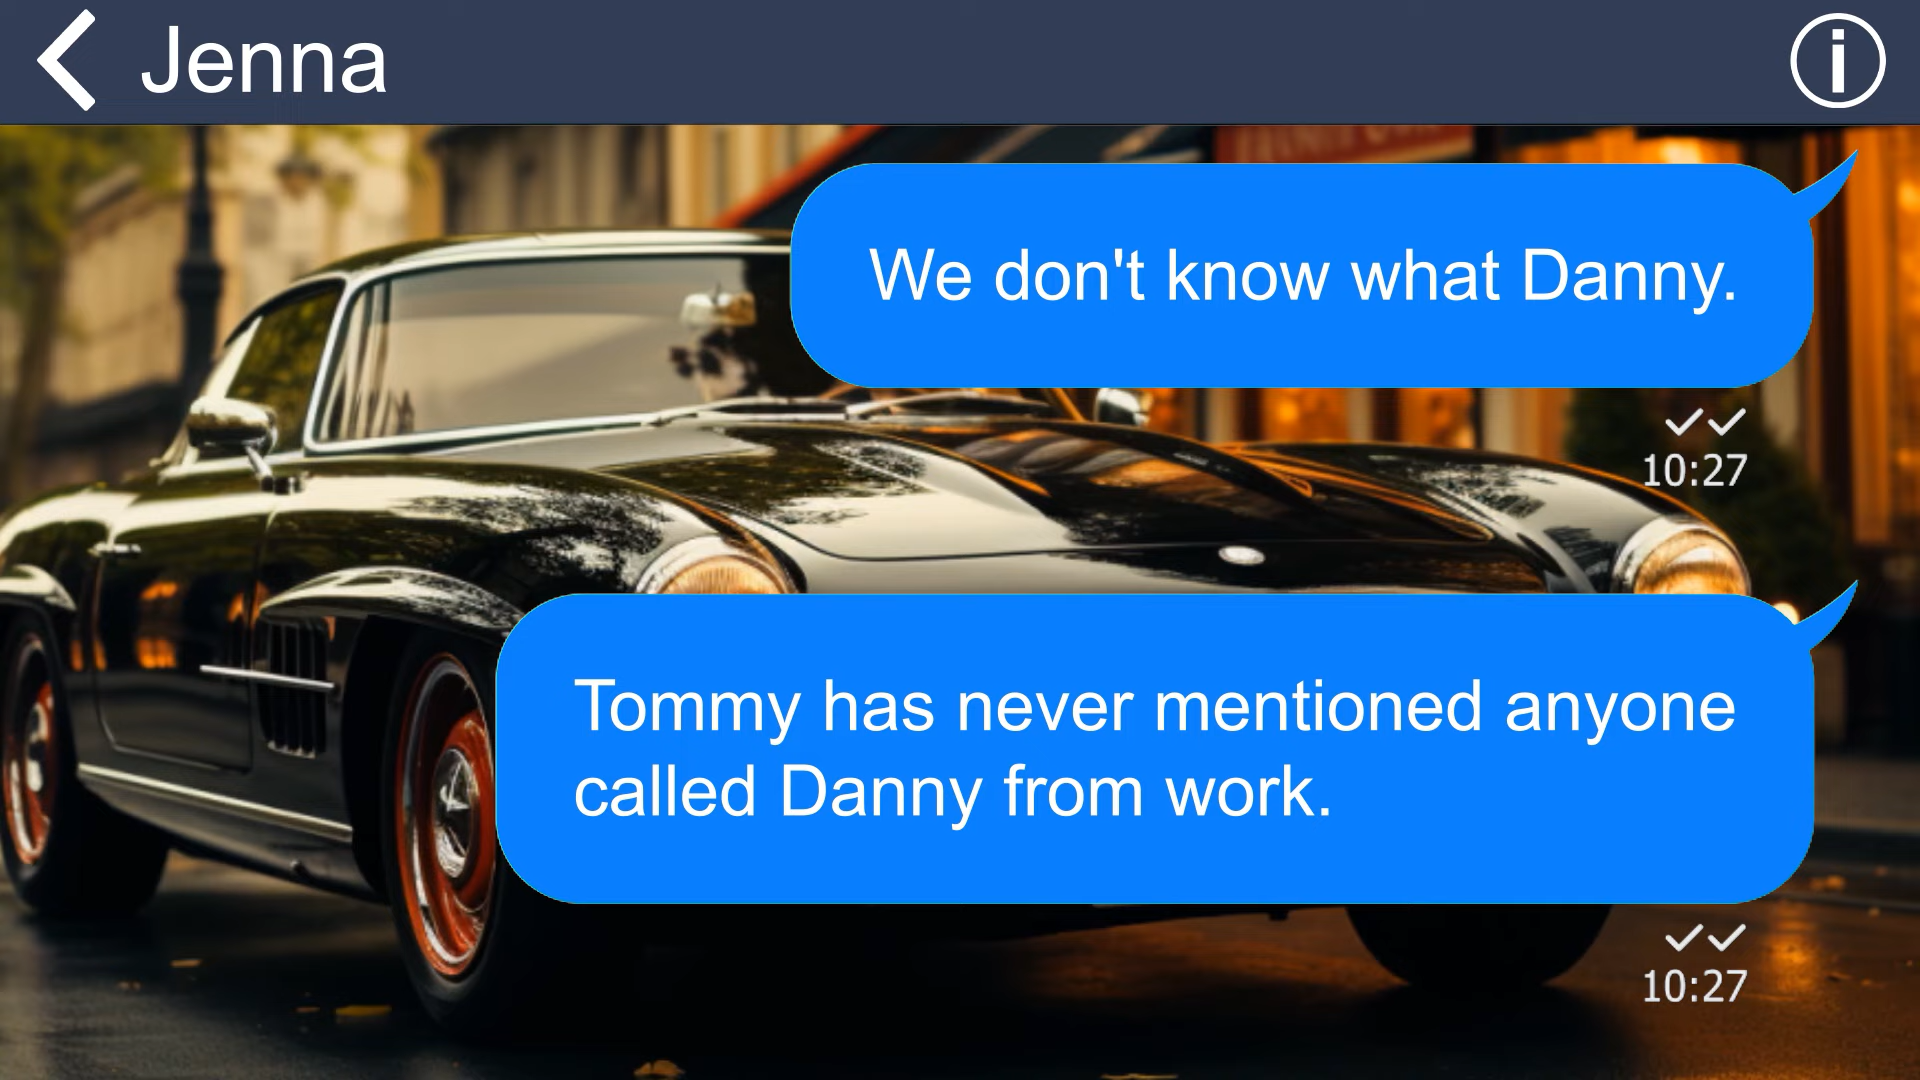 Jenna
We don't know what Danny.
10:27
Tommy has never mentioned anyone
called Danny from work.
10:27